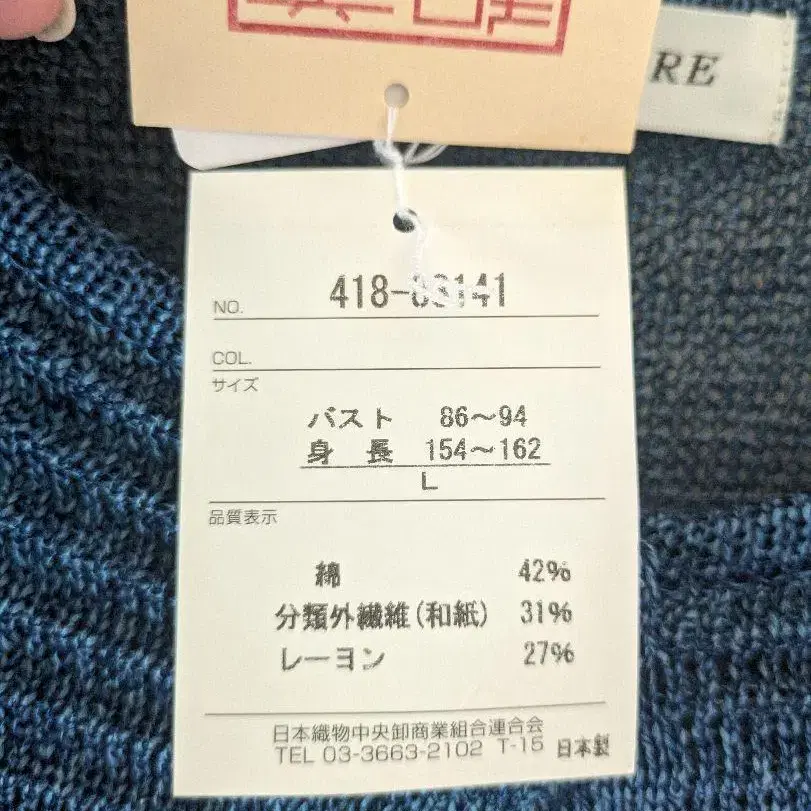 RE
NO.
COL.
サイズ
バスト 86～94
身 長 154～162
L
品質表示
綿 42%
分類外繊維(和紙) 31%
レーヨン 27%
日本織物中央卸商業組合連合会
TEL 03-3663-2102 T-15 日本製